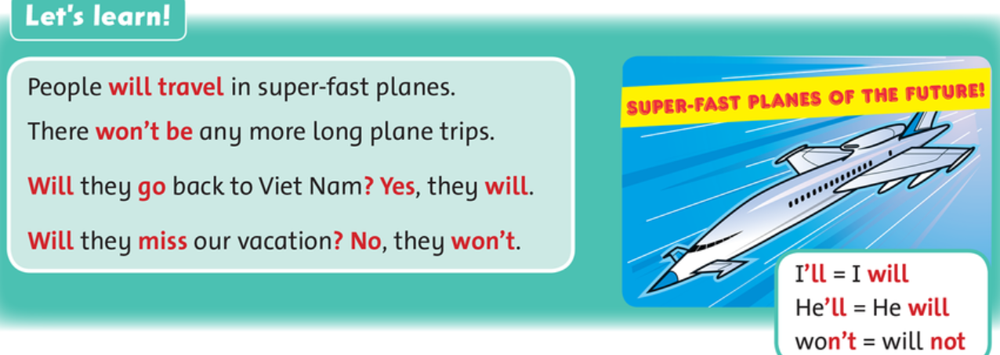 Let's learn!
People will travel in super-fast planes.
There won't be any more long plane trips.
Will they go back to Viet Nam? Yes, they will.
Will they miss our vacation? No, they won't.
SUPER-FAST PLANES OF THE FUTURE!
I'll = I will
He'll = He will
won't = will not